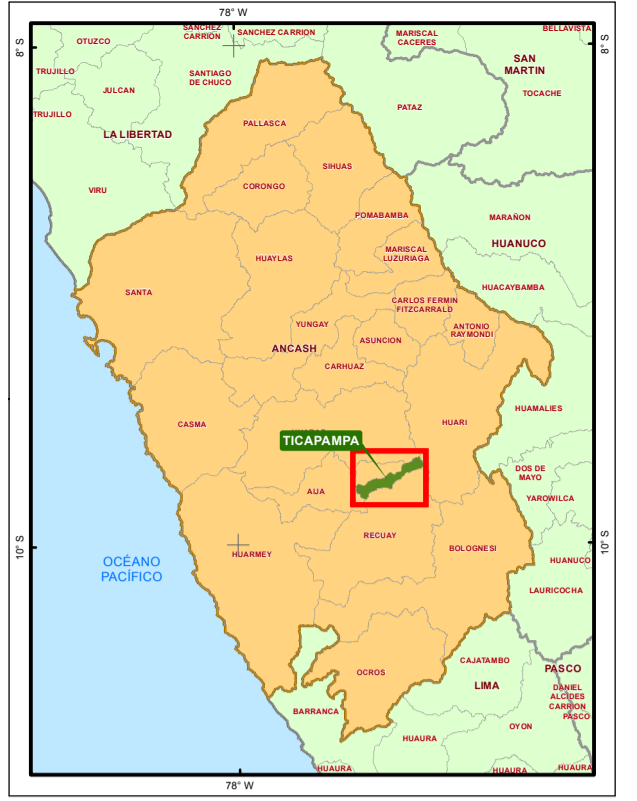 78° W
BELLAVISTA
SANCHEZ
CARRIÓN
SANCHEZ CARRION
MARISCAL
CACERES
OTUZCO
8° S
8° S
SAN
MARTIN
TRUJILLO
SANTIAGO
DE CHUCO
JULCAN
TOCACHE
PATAZ
TRUJILLO
PALLASCA
LA LIBERTAD
SIHUAS
CORONGO
VIRU
POMABAMBA
MARAÑON
HUANUCO
MARISCAL
LUZURIAGA
HUAYLAS
HUACAYBAMBA
SANTA
CARLOS FERMIN
FITZCARRALD
YUNGAY
ANTONIO
RAYMONDI
ASUNCION
ANCASH
CARHUAZ
HUAMALIES
CASMA
HUARI
TICAPAMPA
DOS DE
MAYO
AIJA
YAROWILCA
RECUAY
10° S
10° S
HUARMEY
BOLOGNESI
OCÉANO
PACÍFICO
HUANUCO
LAURICOCHA
CAJATAMBO
OCROS
PASCO
LIMA
DANIEL
ALCIDES
CARRION
PASCO
BARRANCA
OYON
HUAURA
HUAURA
HUAURA
HUAURA
78° W